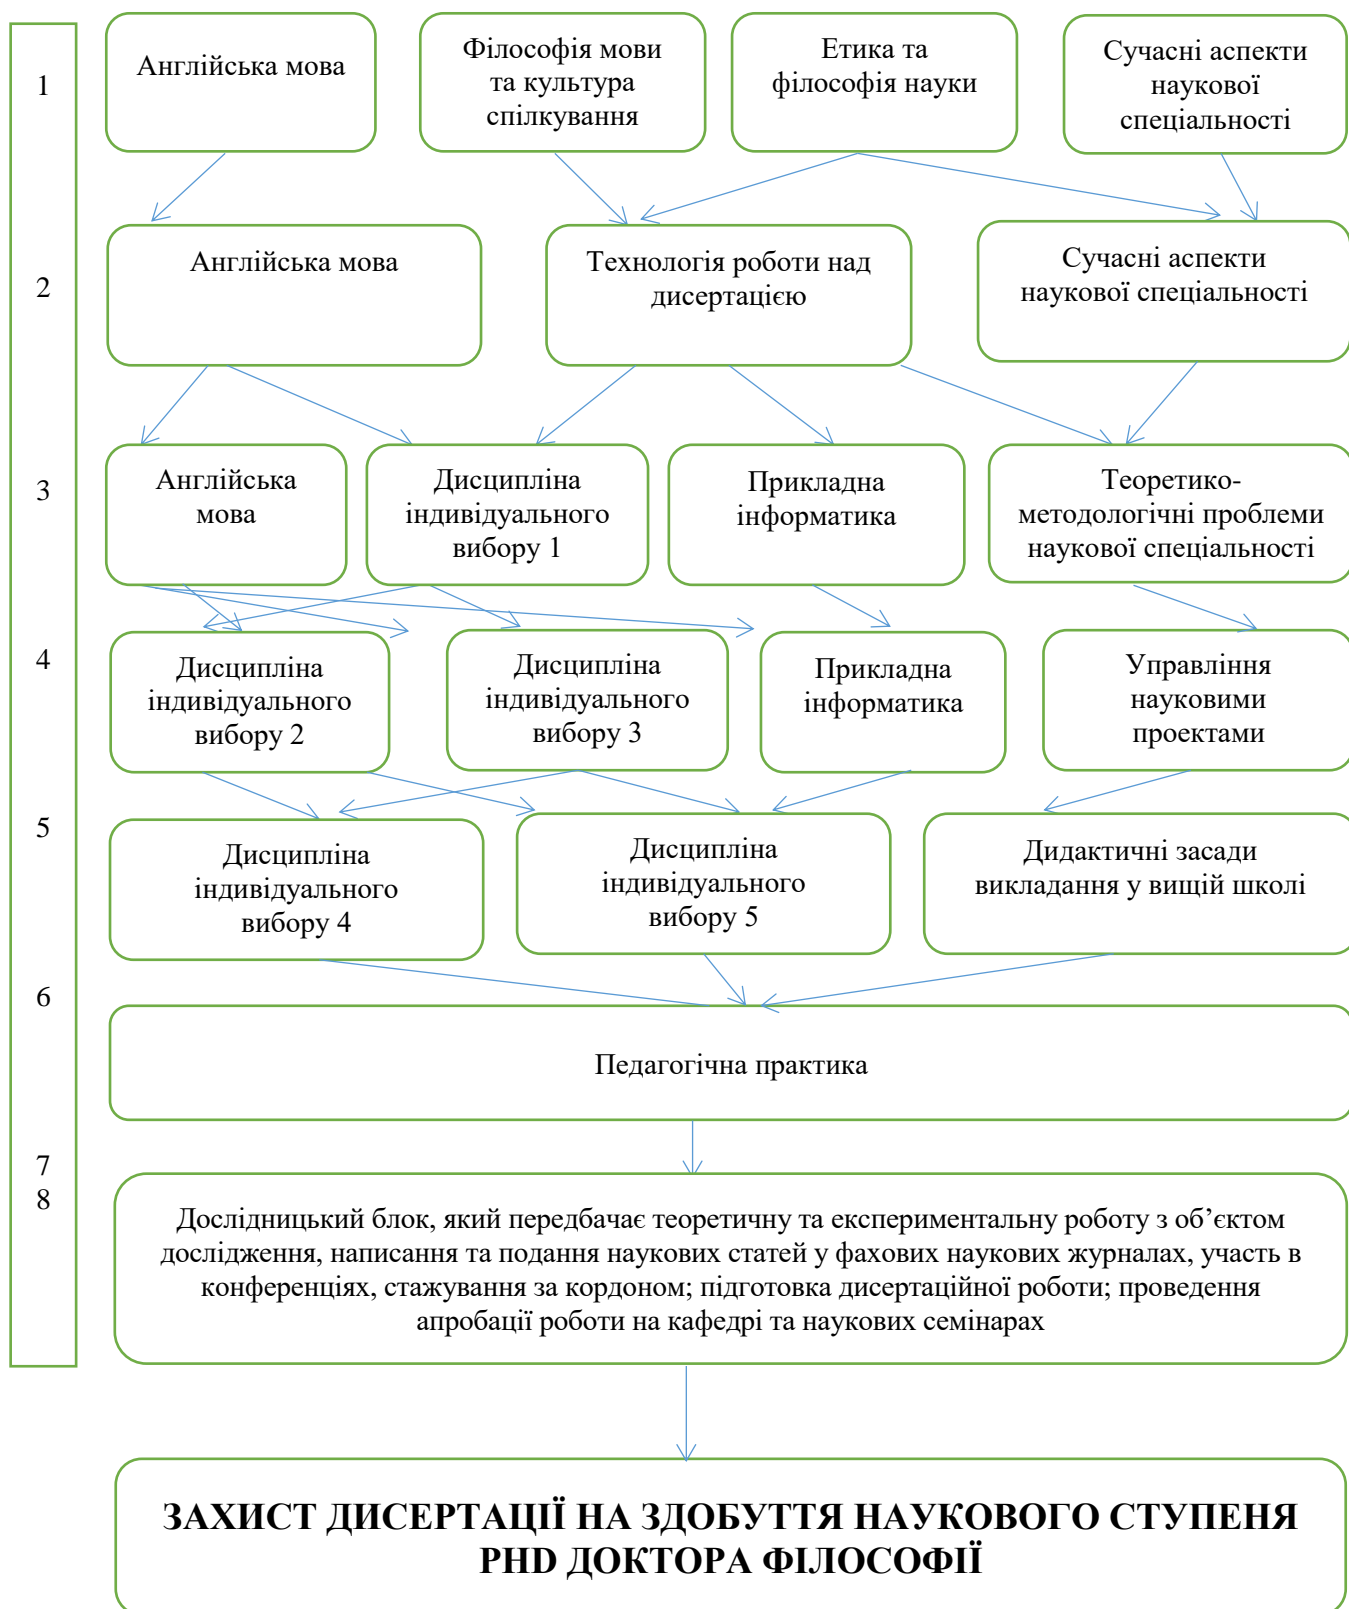 1
Англійська мова
Філософія мови
та культура
спілкування
Етика та
філософія науки
Сучасні аспекти
наукової
спеціальності
2
Англійська мова
Технологія роботи над
дисертацією
Сучасні аспекти
наукової спеціальності
3
Англійська
мова
Дисципліна
індивідуального
вибору 1
Прикладна
інформатика
Теоретико-
методологічні проблеми
наукової спеціальності
4
Дисципліна
індивідуального
вибору 2
Дисципліна
індивідуального
вибору 3
Прикладна
інформатика
Управління
науковими
проектами
5
Дисципліна
індивідуального
вибору 4
Дисципліна
індивідуального
вибору 5
Дидактичні засади
викладання у вищій школі
6
Педагогічна практика
7
8
Дослідницький блок, який передбачає теоретичну та експериментальну роботу з об’єктом
дослідження, написання та подання наукових статей у фахових наукових журналах, участь в
конференціях, стажування за кордоном; підготовка дисертаційної роботи; проведення
апробації роботи на кафедрі та наукових семінарах
ЗАХИСТ ДИСЕРТАЦІЇ НА ЗДОБУТТЯ НАУКОВОГО СТУПЕНЯ
PHD ДОКТОРА ФІЛОСОФІЇ